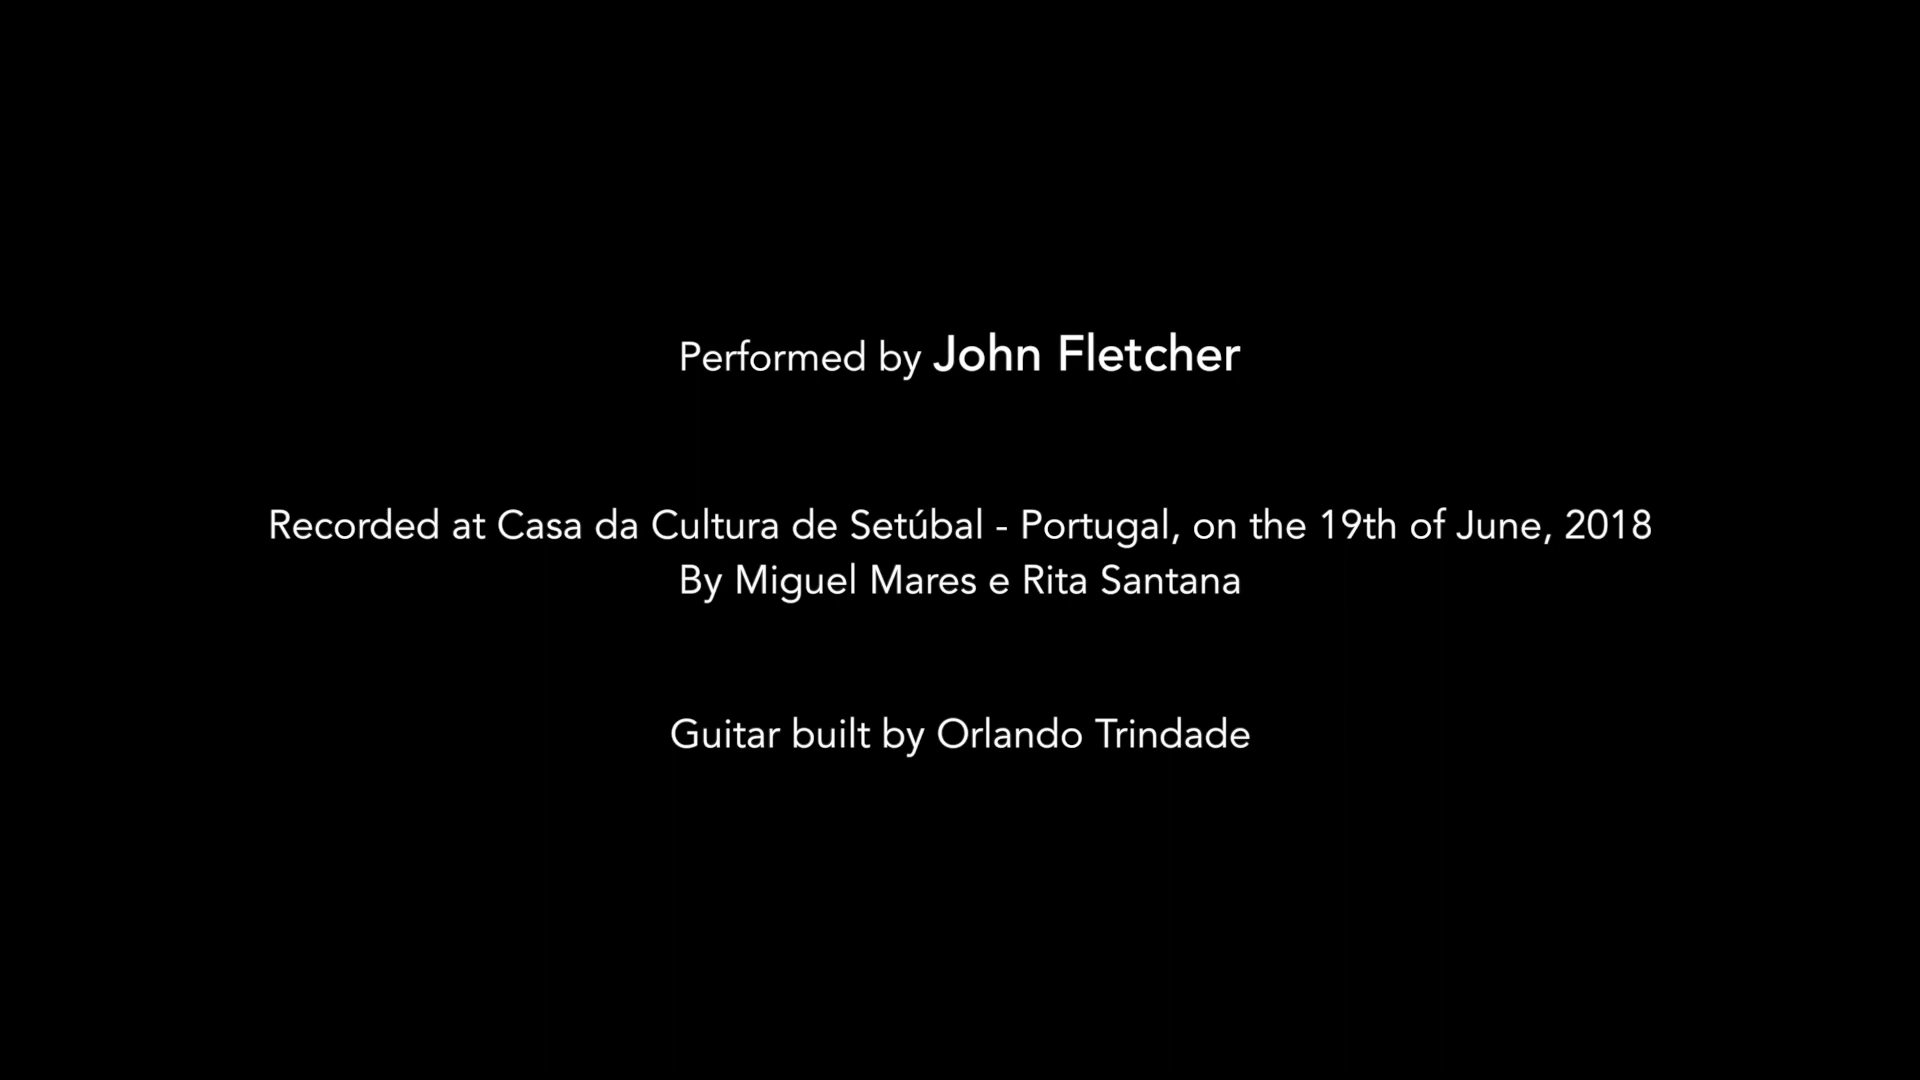 Performed by John Fletcher
Recorded at Casa da Cultura de Setúbal - Portugal, on the 19th of June, 2018
By Miguel Mares e Rita Santana
Guitar built by Orlando Trindade